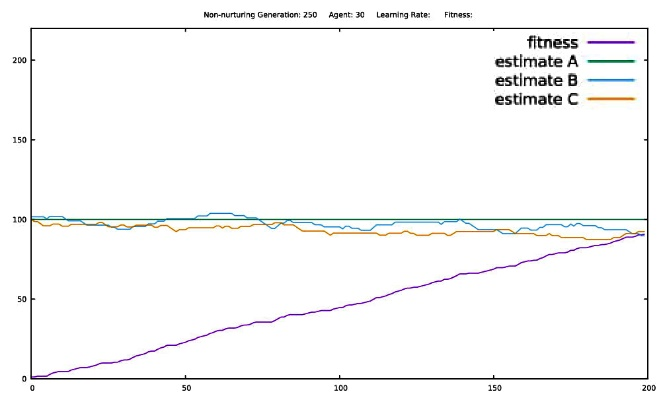 Non-nurturing Generation: 250 Agent: 30 Learning Rate: Fitness:
fitness
estimate A
estimate B
estimate C
200
150
100
50
0
0 50 100 150 200